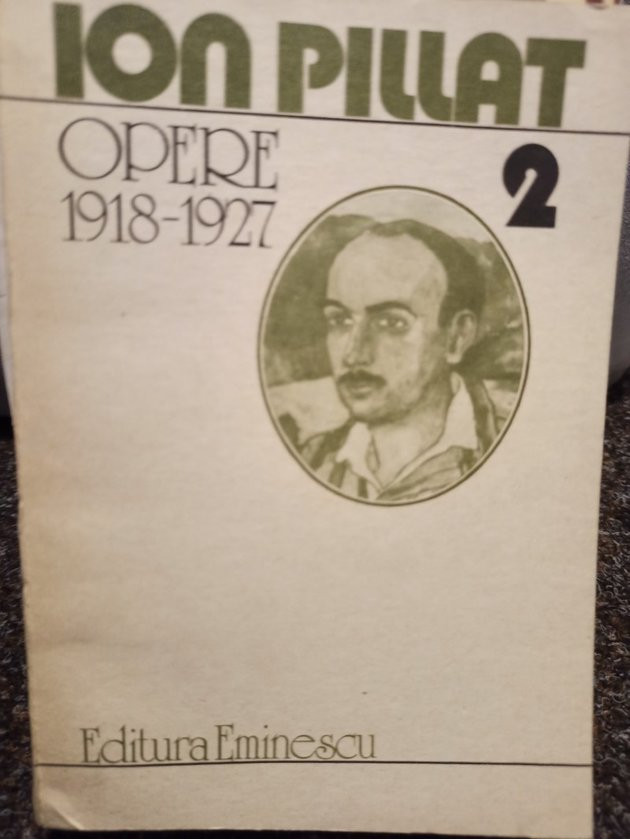 ION PILLAT
OPERE
1918-1927
2
Editura Eminescu